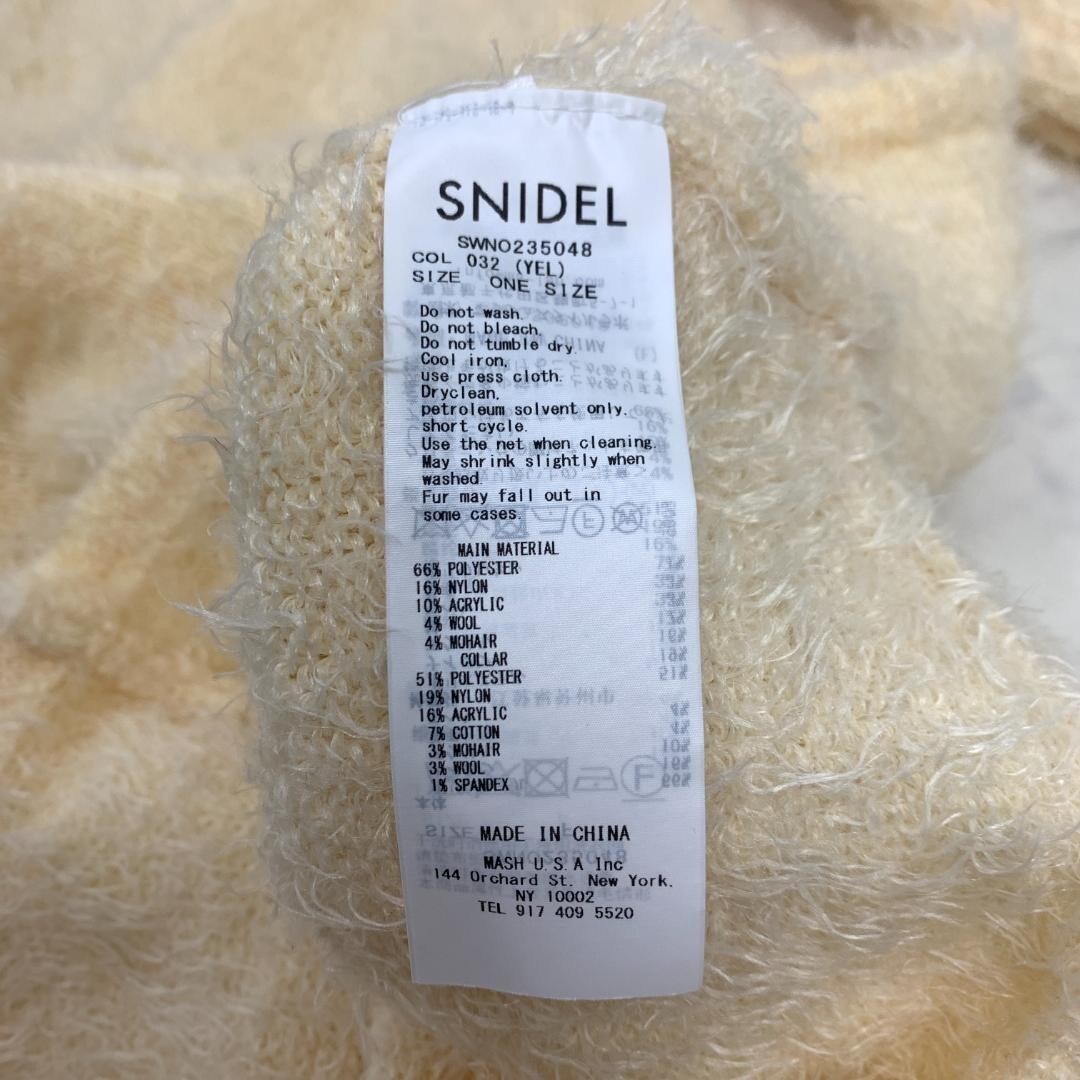 SNIDEL
SWNO235048
COL 032 (YEL)
SIZE ONE SIZE
Do not wash.
Do not bleach.
Do not tumble dry.
Cool iron.
use press cloth.
Dryclean.
petroleum solvent only.
short cycle.
Use the net when cleaning.
May shrink slightly when
washed.
Fur may fall out in
some cases.
MAIN MATERIAL
66% POLYESTER
16% NYLON
10% ACRYLIC
4% WOOL
4% MOHAIR
COLLAR
51% POLYESTER
19% NYLON
16% ACRYLIC
7% COTTON
3% MOHAIR
3% WOOL
1% SPANDEX
MADE IN CHINA
MASH U.S.A Inc
144 Orchard St. New York.
NY 10002
TEL 917 409 5520